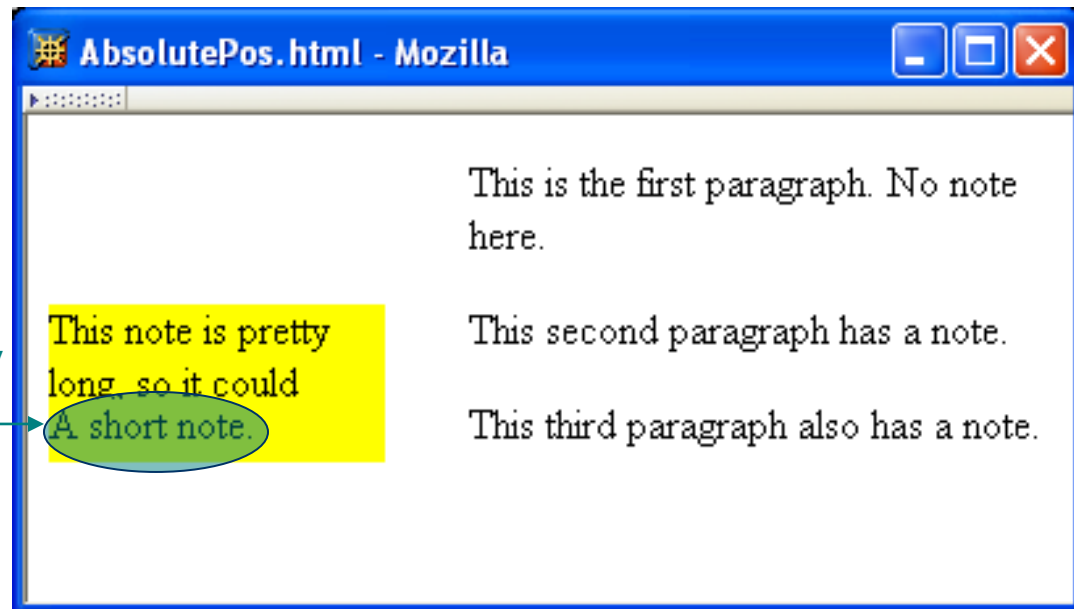 AbsolutePos.html - Mozilla
This is the first paragraph. No note
here.
This note is pretty
long, so it could
A short note.
This second paragraph has a note.
This third paragraph also has a note.